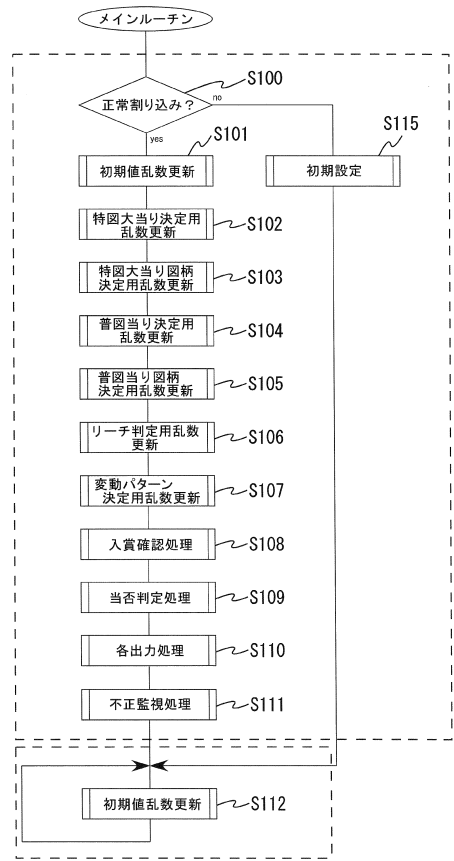 メインルーチン
S100
正常割り込み?
no
yes
S101
S115
初期値乱数更新
初期設定
特図大当り決定用
乱数更新
S102
特図大当り図柄
決定用乱数更新
S103
普図当り決定用
乱数更新
S104
普図当り図柄
決定用乱数更新
S105
リーチ判定用乱数
更新
S106
変動パターン
決定用乱数更新
S107
入賞確認処理
S108
当否判定処理
S109
各出力処理
S110
不正監視処理
S111
初期値乱数更新
S112